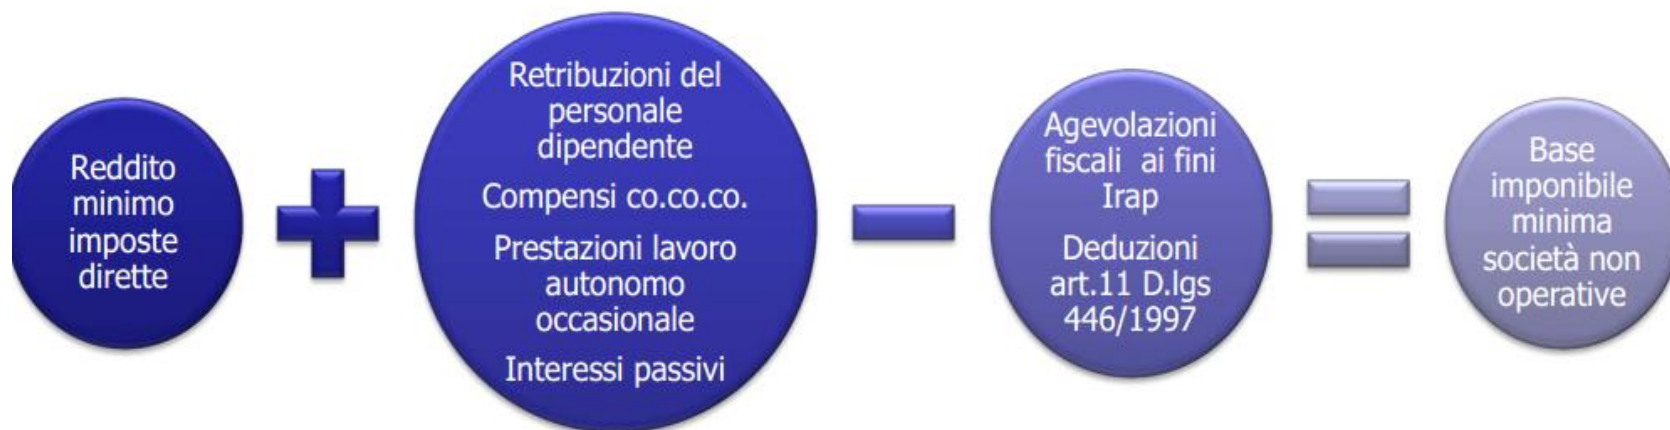 Reddito
minimo
imposte
dirette
Retribuzioni del
personale
dipendente
Compensi co.co.co.
Prestazioni lavoro
autonomo
occasionale
Interessi passivi
Agevolazioni
fiscali ai fini
Irap
Deduzioni
art.11 D.lgs
446/1997
Base
imponibile
minima
società non
operative